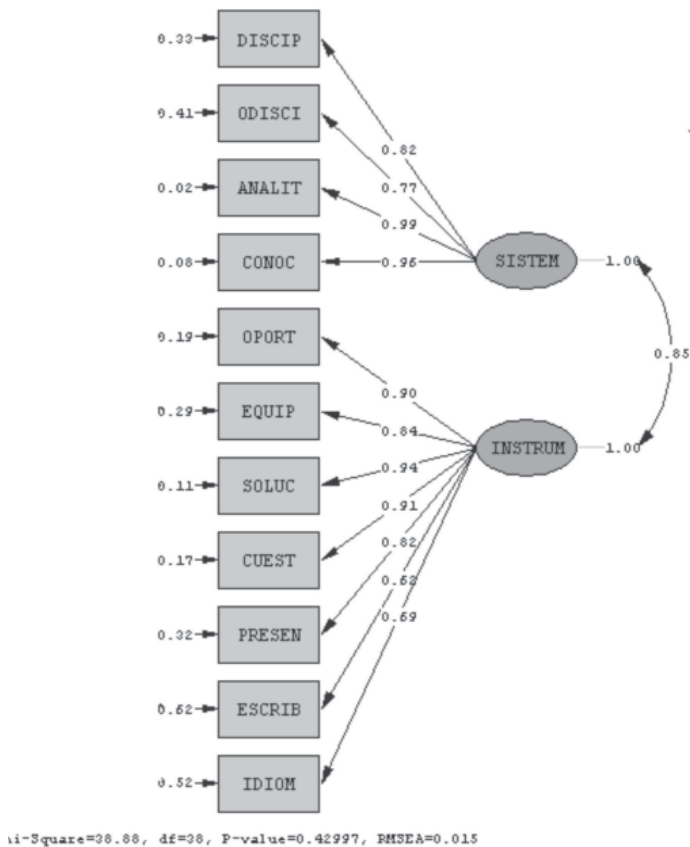 0.33 DISCIP
0.41 ODISCI
0.82
0.02 ANALIT 0.77
0.99
0.08 CONOC 0.96 SISTEM 1.00
0.19 OPORT
0.85
0.90
0.29 EQUIP
0.84
INSTRUM 1.00
0.94
0.11 SOLUC
0.91
0.82
0.17 CUEST
0.62
0.69
0.32 PRESEN
0.62 ESCRIB
0.52 IDIOM
i-Square=38.88, df=38, P-value=0.42997, RMSEA=0.015